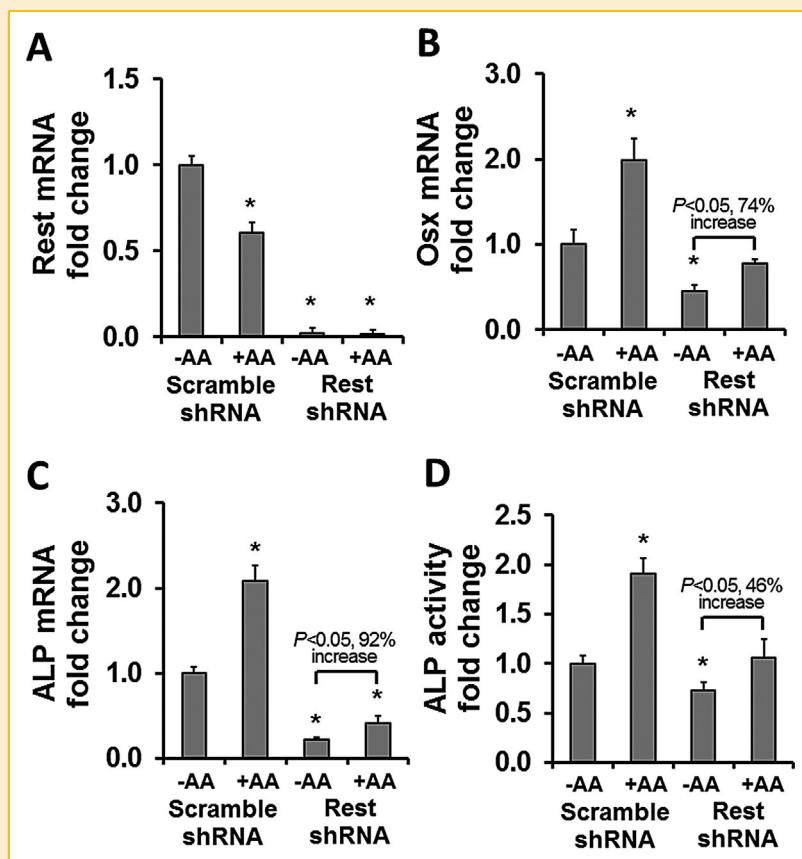 A
Rest mRNA
fold change
1.5
1.0
0.5
0.0
*
*
*
-AA +AA -AA +AA
Scramble Rest
shRNA shRNA
B
Osx mRNA
fold change
3.0
2.0
1.0
0.0
*
P<0.05, 74%
increase
*
-AA +AA -AA +AA
Scramble Rest
shRNA shRNA
C
ALP mRNA
fold change
3.0
2.0
1.0
0.0
*
P<0.05, 92%
increase
*
*
-AA +AA -AA +AA
Scramble Rest
shRNA shRNA
D
ALP activity
fold change
2.5
2.0
1.5
1.0
0.5
0.0
*
P<0.05, 46%
increase
*
-AA +AA -AA +AA
Scramble Rest
shRNA shRNA